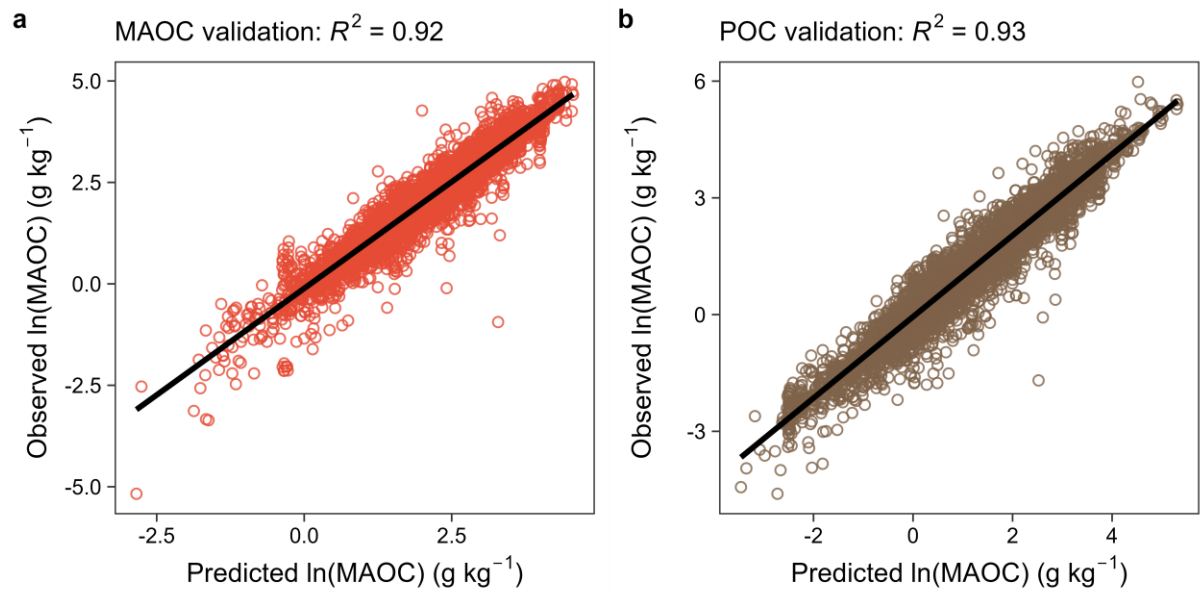 a
MAOC validation: R² = 0.92
5.0
2.5
0.0
-2.5
-5.0
Observed ln(MAOC) (g kg⁻¹)
-2.5 0.0 2.5
Predicted ln(MAOC) (g kg⁻¹)
b
POC validation: R² = 0.93
6
3
0
-3
Observed ln(MAOC) (g kg⁻¹)
-2 0 2 4
Predicted ln(MAOC) (g kg⁻¹)